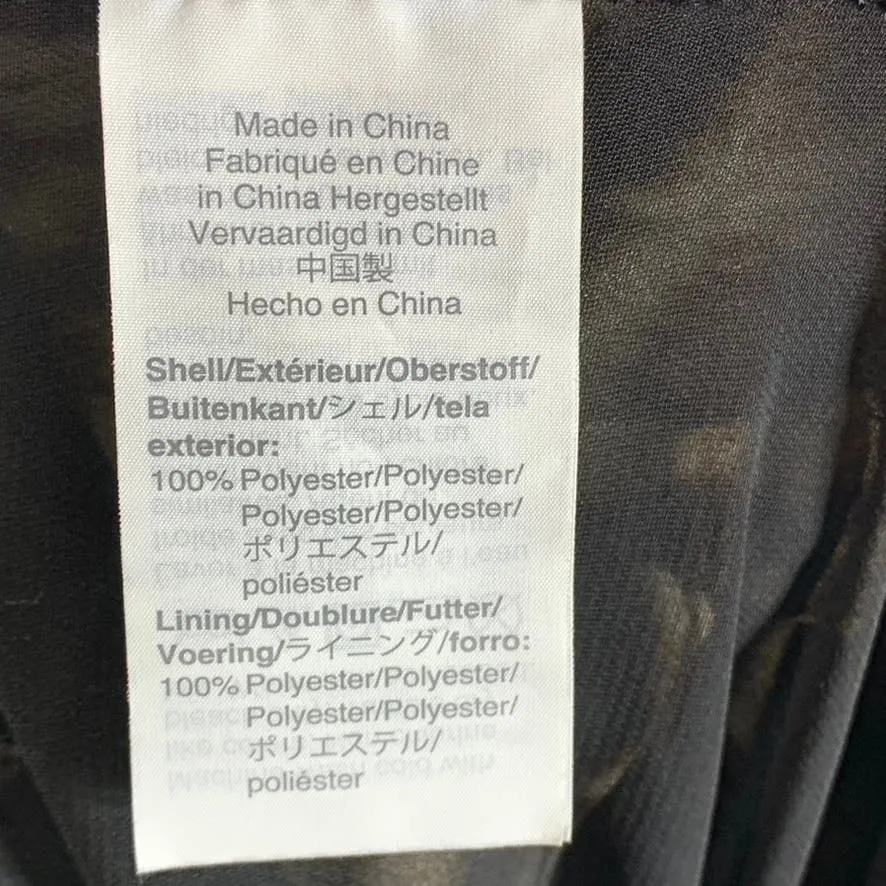 Made in China
Fabriqué en Chine
in China Hergestellt
Vervaardigd in China
中国製
Hecho en China
Shell/Extérieur/Oberstoff/
Buitenkant/シェル/tela
exterior:
100% Polyester/Polyester/
Polyester/Polyester/
ポリエステル/
poliéster
Lining/Doublure/Futter/
Voering/ライニング/forro:
100% Polyester/Polyester/
Polyester/Polyester/
ポリエステル/
poliéster